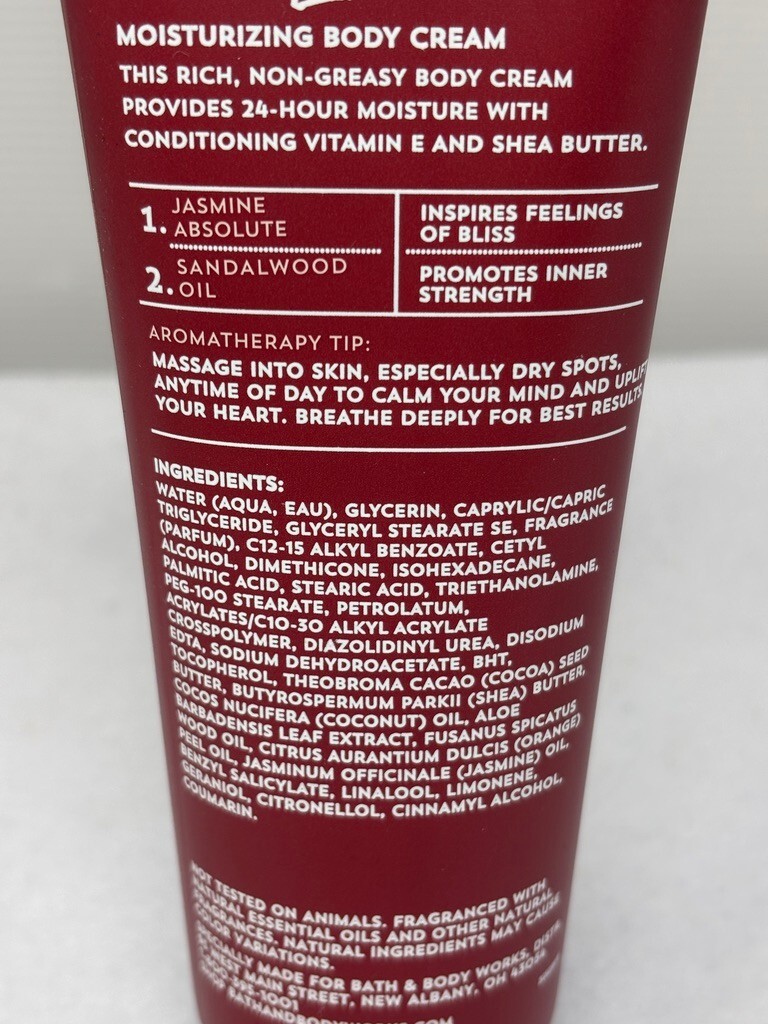 MOISTURIZING BODY CREAM
THIS RICH, NON-GREASY BODY CREAM
PROVIDES 24-HOUR MOISTURE WITH
CONDITIONING VITAMIN E AND SHEA BUTTER.
1. JASMINE
ABSOLUTE
INSPIRES FEELINGS
OF BLISS
2. SANDALWOOD
OIL
PROMOTES INNER
STRENGTH
AROMATHERAPY TIP:
MASSAGE INTO SKIN, ESPECIALLY DRY SPOTS,
ANYTIME OF DAY TO CALM YOUR MIND AND UPLIFT
YOUR HEART. BREATHE DEEPLY FOR BEST RESULTS
INGREDIENTS:
WATER (AQUA, EAU), GLYCERIN, CAPRYLIC/CAPRIC
TRIGLYCERIDE, GLYCERYL STEARATE SE, FRAGRANCE
(PARFUM), C12-15 ALKYL BENZOATE, CETYL
ALCOHOL, DIMETHICONE, ISOHEXADECANE,
PALMITIC ACID, STEARIC ACID, TRIETHANOLAMINE,
PEG-100 STEARATE, PETROLATUM,
ACRYLATES/C10-30 ALKYL ACRYLATE
CROSSPOLYMER, DIAZOLIDINYL UREA, DISODIUM
EDTA, SODIUM DEHYDROACETATE, BHT,
TOCOPHEROL, THEOBROMA CACAO (COCOA) SEED
BUTTER, BUTYROSPERMUM PARKII (SHEA) BUTTER,
COCOS NUCIFERA (COCONUT) OIL, ALOE
BARBADENSIS LEAF EXTRACT, FUSANUS SPICATUS
WOOD OIL, CITRUS AURANTIUM DULCIS (ORANGE)
PEEL OIL, JASMINUM OFFICINALE (JASMINE) OIL,
BENZYL SALICYLATE, LINALOOL, LIMONENE,
GERANIOL, CITRONELLOL, CINNAMYL ALCOHOL,
COUMARIN.
NOT TESTED ON ANIMALS. FRAGRANCED WITH
NATURAL ESSENTIAL OILS AND OTHER NATURAL
FRAGRANCES. NATURAL INGREDIENTS MAY CAUSE
COLOR VARIATIONS.
MADE FOR BATH & BODY WORKS, DISTR.
WEST MAIN STREET, NEW ALBANY, OH 43054
395-1001